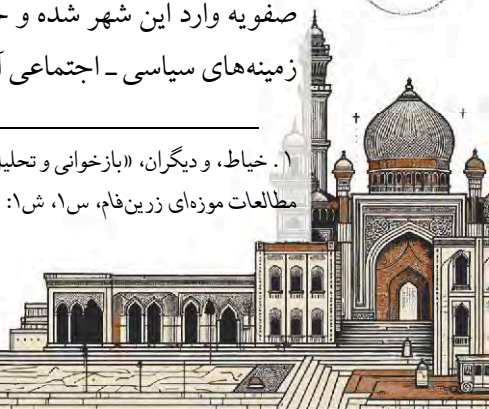 صفویه وارد این شهر شده و
زمینه‌های سیاسی ـ اجتماعی
۱. خیاط، و دیگران، «بازخوانی و تحلیل
مطالعات موزه‌ای زرین‌فام، س۱، ش۱: